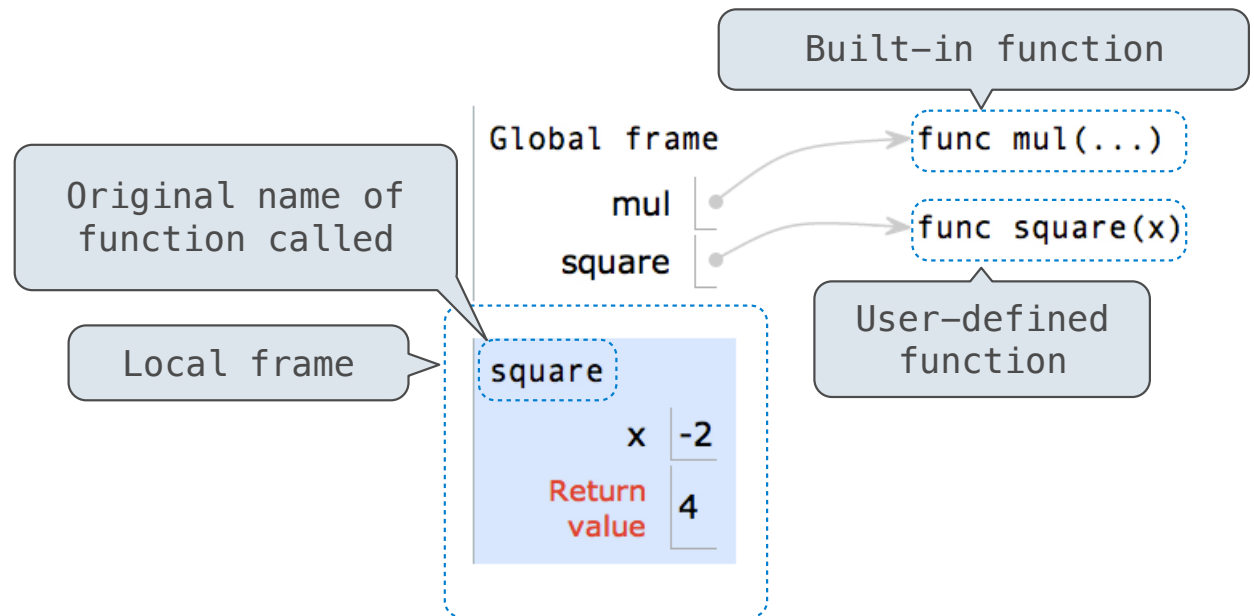 Built-in function
Global frame
func mul(...)
Original name of
function called
mul
func square(x)
square
User-defined
function
Local frame
square
x -2
Return
value 4